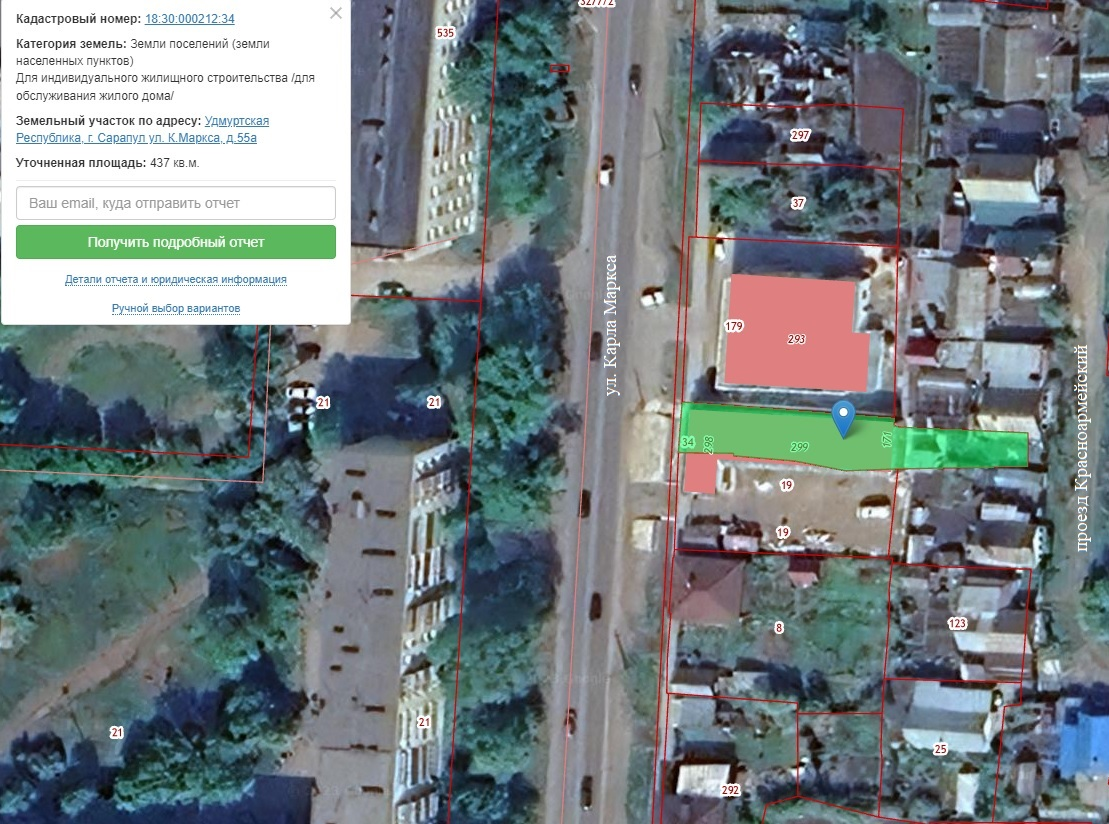 Кадастровый номер: 18:30:000212:34
Категория земель: Земли поселений (земли
населенных пунктов)
Для индивидуального жилищного строительства /для
обслуживания жилого дома/
Земельный участок по адресу: Удмуртская
Республика, г. Сарапул ул. К.Маркса, д.55а
Уточненная площадь: 437 кв.м.
Ваш email, куда отправить отчет
Получить подробный отчет
Детали отчета и юридическая информация
Ручной выбор вариантов
535
297
37
ул. Карла Маркса
179
293
проезд Красноармейский
21
21
34
298
299
171
19
19
8
123
21
21
25
292